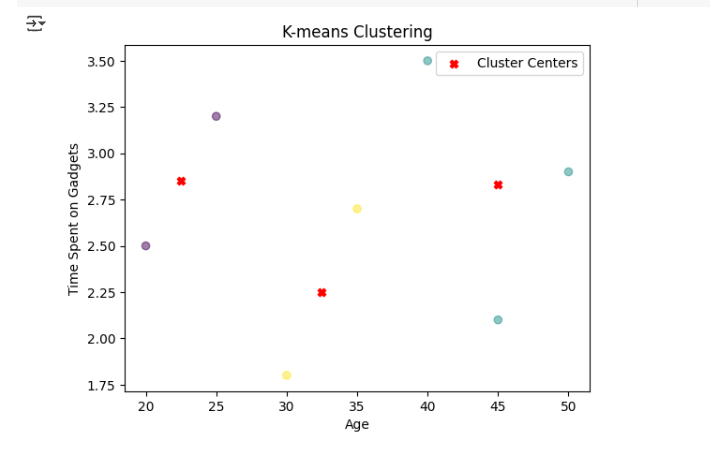 K-means Clustering
Cluster Centers
Time Spent on Gadgets
3.50
3.25
3.00
2.75
2.50
2.25
2.00
1.75
20 25 30 35 40 45 50
Age